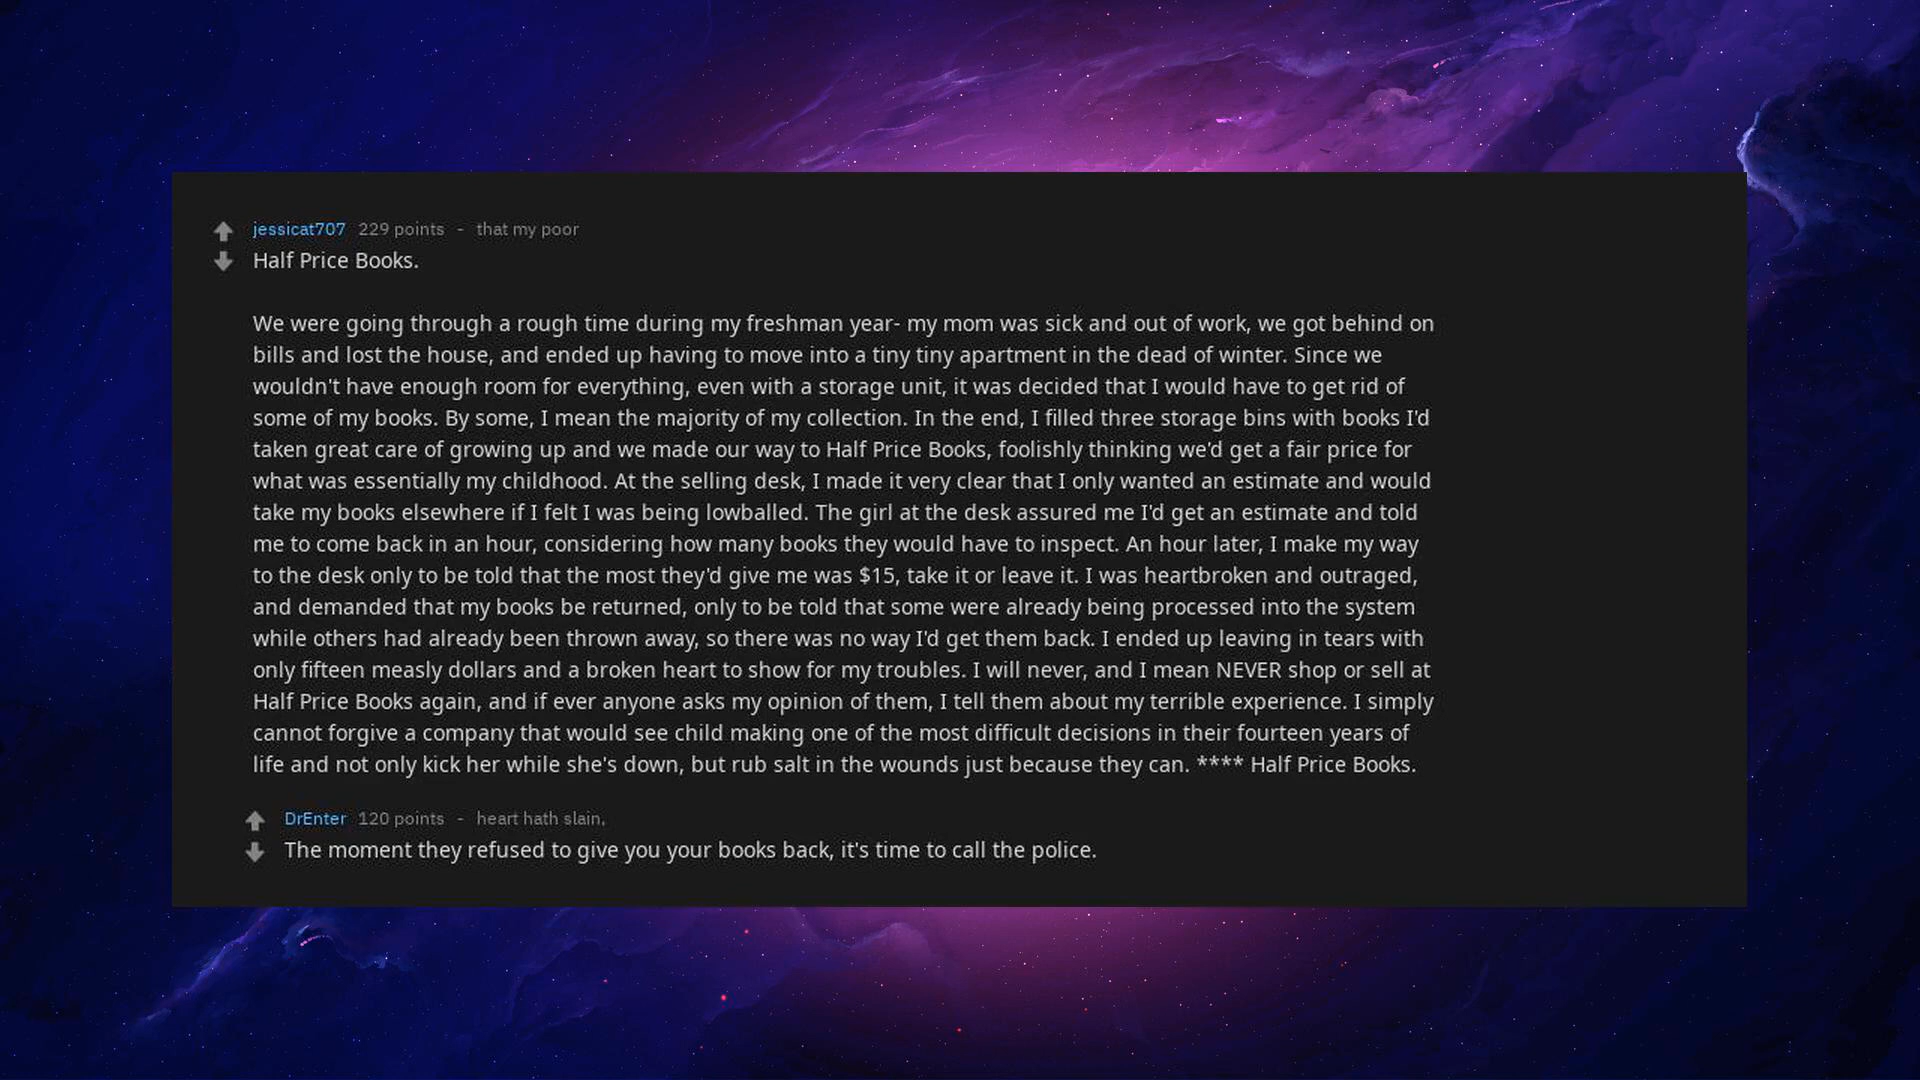 jessicat707 229 points - that my poor
Half Price Books.
We were going through a rough time during my freshman year- my mom was sick and out of work, we got behind on
bills and lost the house, and ended up having to move into a tiny tiny apartment in the dead of winter. Since we
wouldn't have enough room for everything, even with a storage unit, it was decided that I would have to get rid of
some of my books. By some, I mean the majority of my collection. In the end, I filled three storage bins with books I'd
taken great care of growing up and we made our way to Half Price Books, foolishly thinking we'd get a fair price for
what was essentially my childhood. At the selling desk, I made it very clear that I only wanted an estimate and would
take my books elsewhere if I felt I was being lowballed. The girl at the desk assured me I'd get an estimate and told
me to come back in an hour, considering how many books they would have to inspect. An hour later, I make my way
to the desk only to be told that the most they'd give me was $15, take it or leave it. I was heartbroken and outraged,
and demanded that my books be returned, only to be told that some were already being processed into the system
while others had already been thrown away, so there was no way I'd get them back. I ended up leaving in tears with
only fifteen measly dollars and a broken heart to show for my troubles. I will never, and I mean NEVER shop or sell at
Half Price Books again, and if ever anyone asks my opinion of them, I tell them about my terrible experience. I simply
cannot forgive a company that would see child making one of the most difficult decisions in their fourteen years of
life and not only kick her while she's down, but rub salt in the wounds just because they can. **** Half Price Books.
DrEnter 120 points - heart hath slain,
The moment they refused to give you your books back, it's time to call the police.